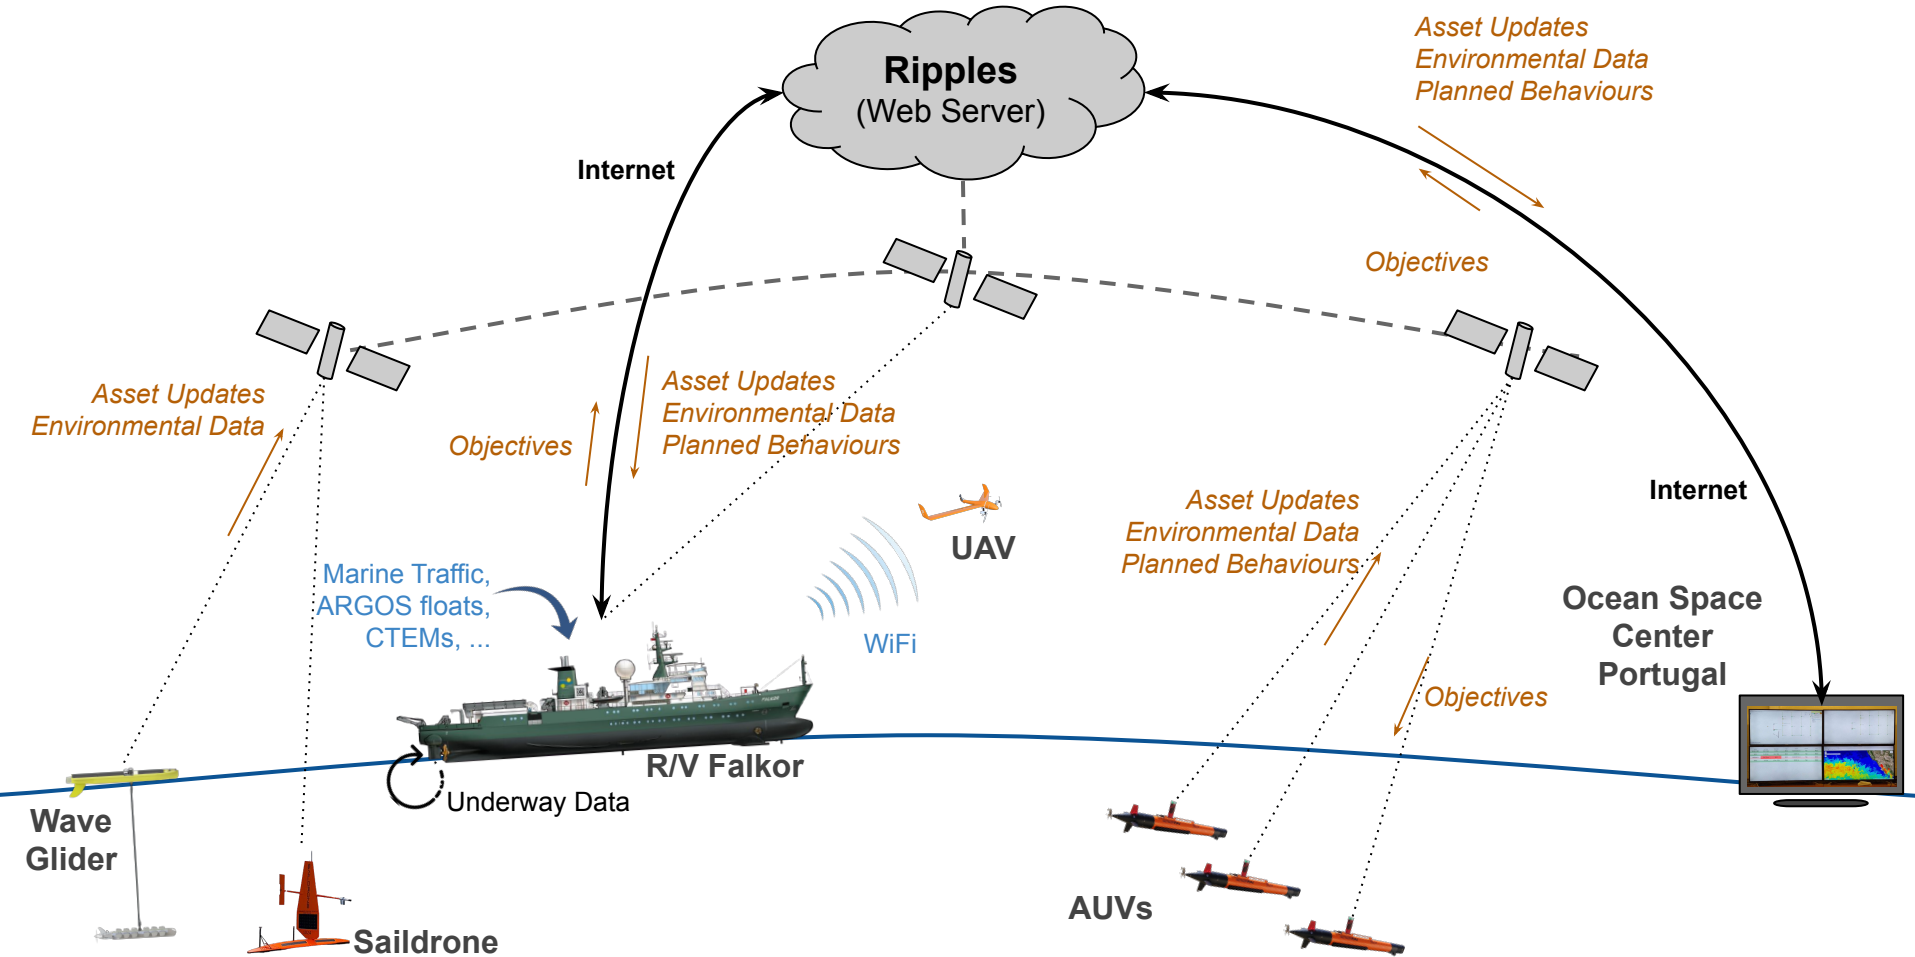 Ripples
(Web Server)
Asset Updates
Environmental Data
Planned Behaviours
Internet
Objectives
Asset Updates
Environmental Data
Objectives
Asset Updates
Environmental Data
Planned Behaviours
Asset Updates
Environmental Data
Planned Behaviours
Internet
UAV
WiFi
Marine Traffic,
ARGOS floats,
CTEMs, ...
Ocean Space
Center
Portugal
Objectives
R/V Falkor
Underway Data
Wave
Glider
AUVs
Saildrone